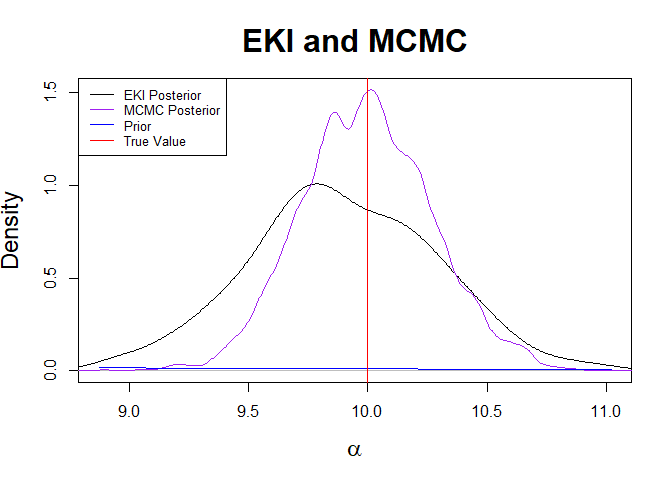 EKI and MCMC
EKI Posterior
MCMC Posterior
Prior
True Value
Density
1.5
1.0
0.5
0.0
9.0 9.5 10.0 10.5 11.0
α